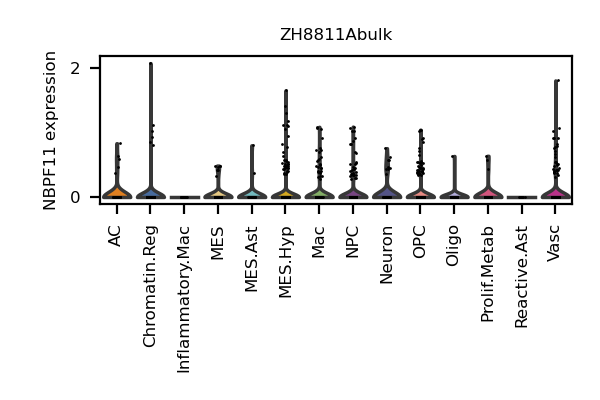 ZH8811Abulk
NBPF11 expression
2
0
AC
Chromatin.Reg
Inflammatory.Mac
MES
MES.Ast
MES.Hyp
Mac
NPC
Neuron
OPC
Oligo
Prolif.Metab
Reactive.Ast
Vasc